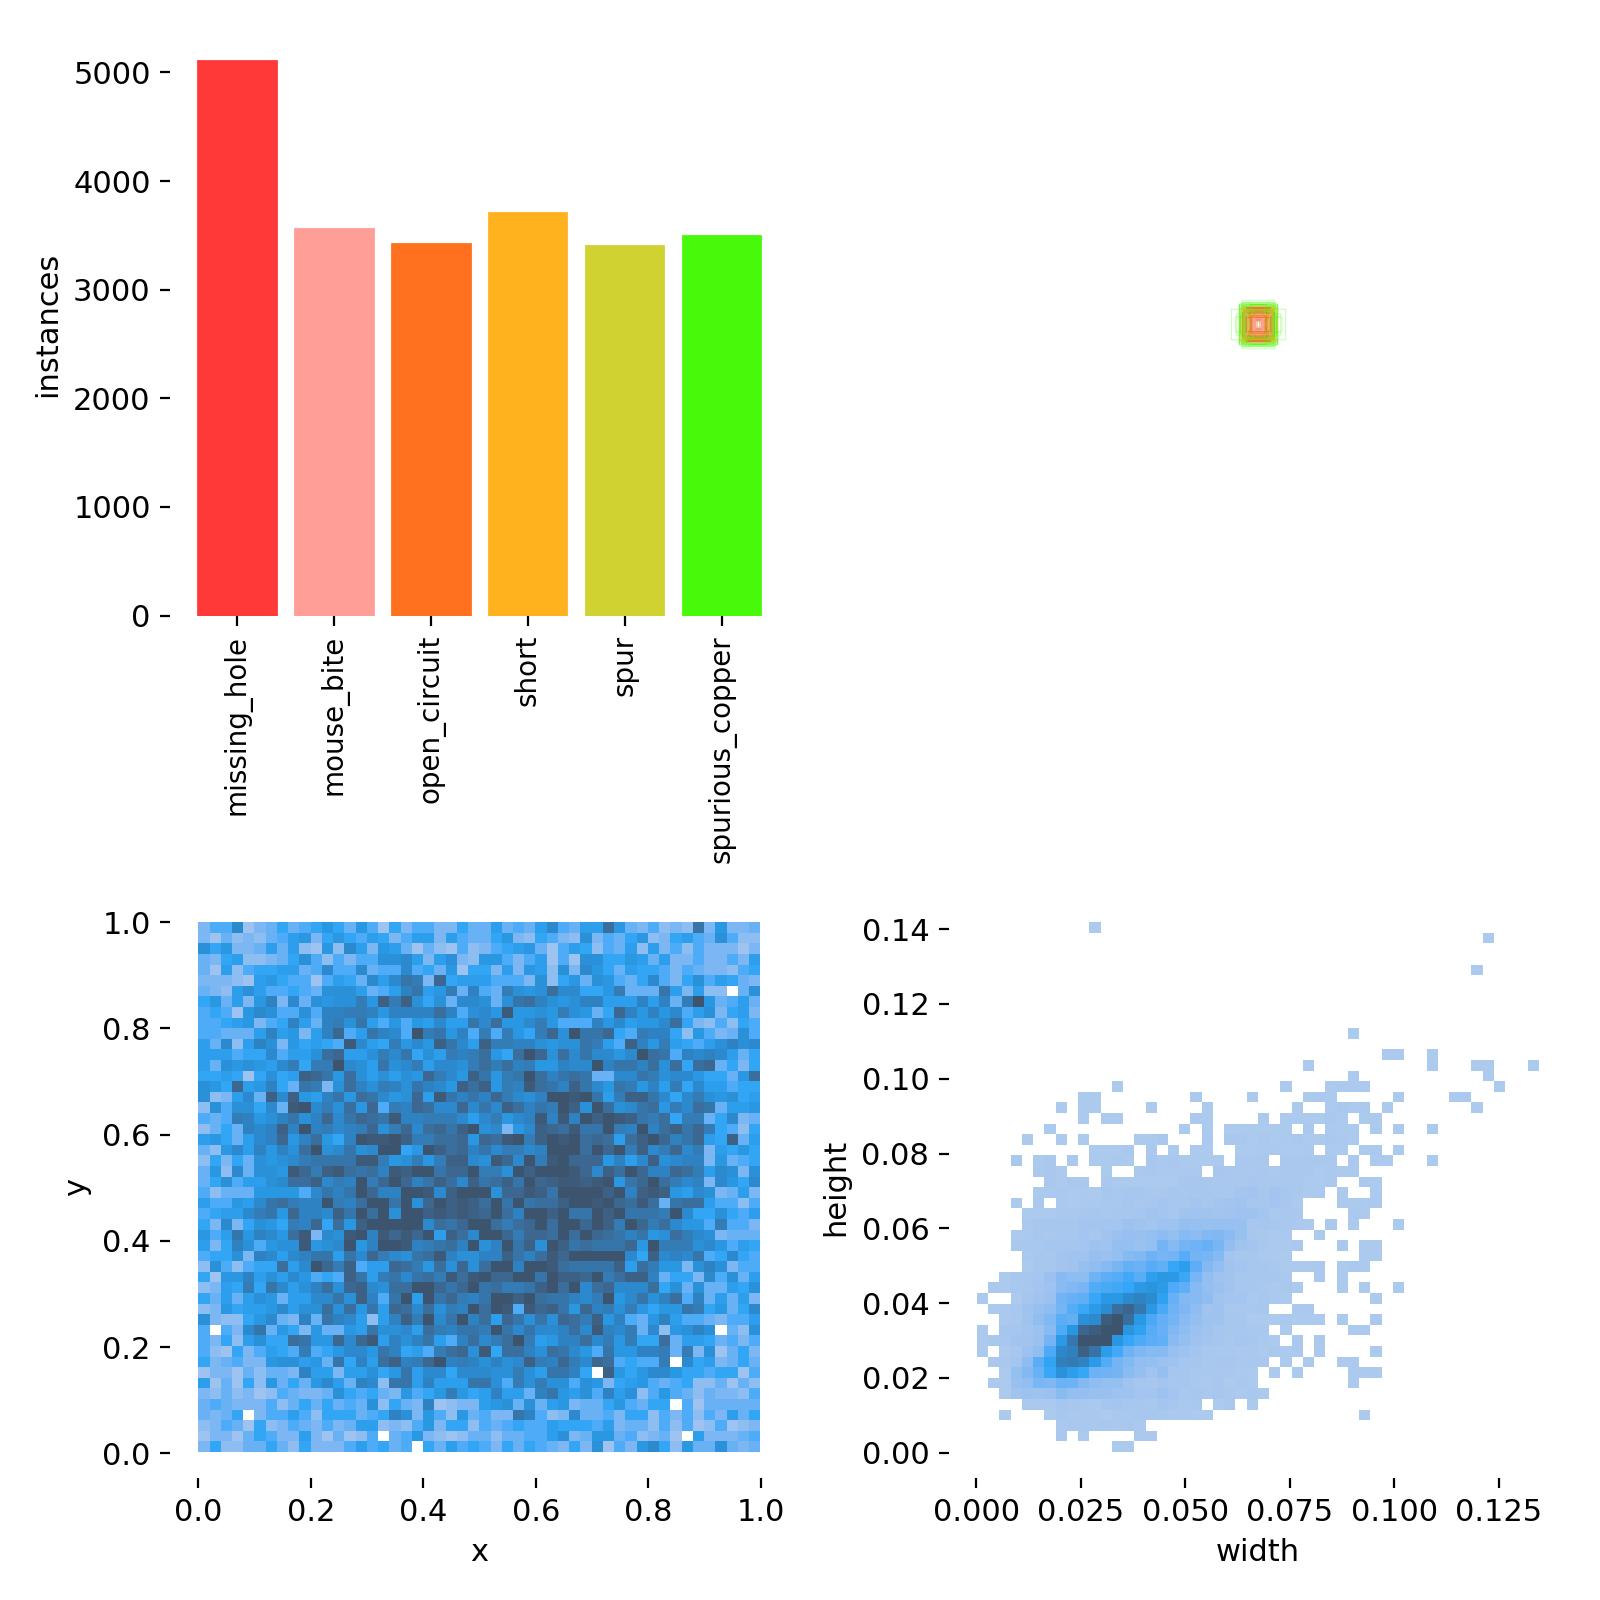 5000
4000
3000
2000
1000
0
instances
missing_hole
mouse_bite
open_circuit
short
spur
spurious_copper
1.0
0.8
0.6
0.4
0.2
0.0
y
0.0 0.2 0.4 0.6 0.8 1.0
x
0.14
0.12
0.10
0.08
0.06
0.04
0.02
0.00
height
0.000 0.025 0.050 0.075 0.100 0.125
width